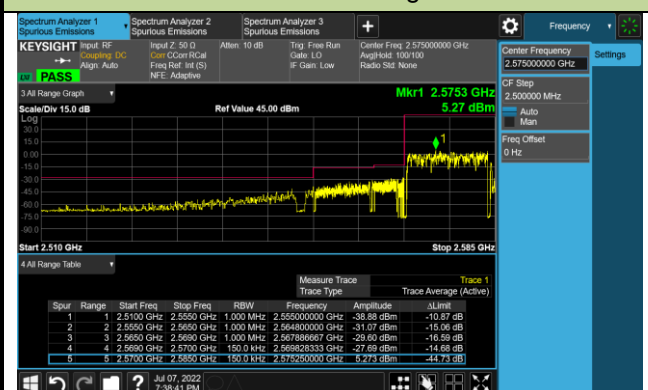 Spectrum Analyzer 1
Spurious Emissions
Spectrum Analyzer 2
Spurious Emissions
Spectrum Analyzer 3
Spurious Emissions
+
Frequency
KEYSIGHT
Input: RF
Coupling: DC
Align: Auto
Input Z: 50 Ω
Corr CCorr RCal
Freq Ref: Int (S)
NFE: Adaptive
Atten: 10 dB
Trig: Free Run
Gate: LO
IF Gain: Low
Center Freq: 2.575000000 GHz
Avg|Hold: 100/100
Radio Std: None
PASS
Center Frequency
2.575000000 GHz
Settings
CF Step
2.500000 MHz
Auto
Man
Freq Offset
0 Hz
3 All Range Graph
Mkr1 2.5753 GHz
5.27 dBm
Scale/Div 15.0 dB
Ref Value 45.00 dBm
Log
30.0
15.0
0.00
-15.0
-30.0
-45.0
-60.0
-75.0
-90.0
1
Start 2.510 GHz
Stop 2.585 GHz
4 All Range Table
Measure Trace Trace 1
Trace Type Trace Average (Active)
Spur Range Start Freq Stop Freq RBW Frequency Amplitude ΔLimit
1 1 2.5100 GHz 2.5550 GHz 1.000 MHz 2.555000000 GHz -38.88 dBm -10.87 dB
2 2 2.5550 GHz 2.5650 GHz 1.000 MHz 2.564800000 GHz -31.07 dBm -15.06 dB
3 3 2.5650 GHz 2.5690 GHz 1.000 MHz 2.567886667 GHz -29.60 dBm -16.59 dB
4 4 2.5690 GHz 2.5700 GHz 150.0 kHz 2.569828333 GHz -27.69 dBm -14.68 dB
5 5 2.5700 GHz 2.5850 GHz 150.0 kHz 2.575250000 GHz 5.273 dBm -44.73 dB
?
Jul 07, 2022
7:38:41 PM